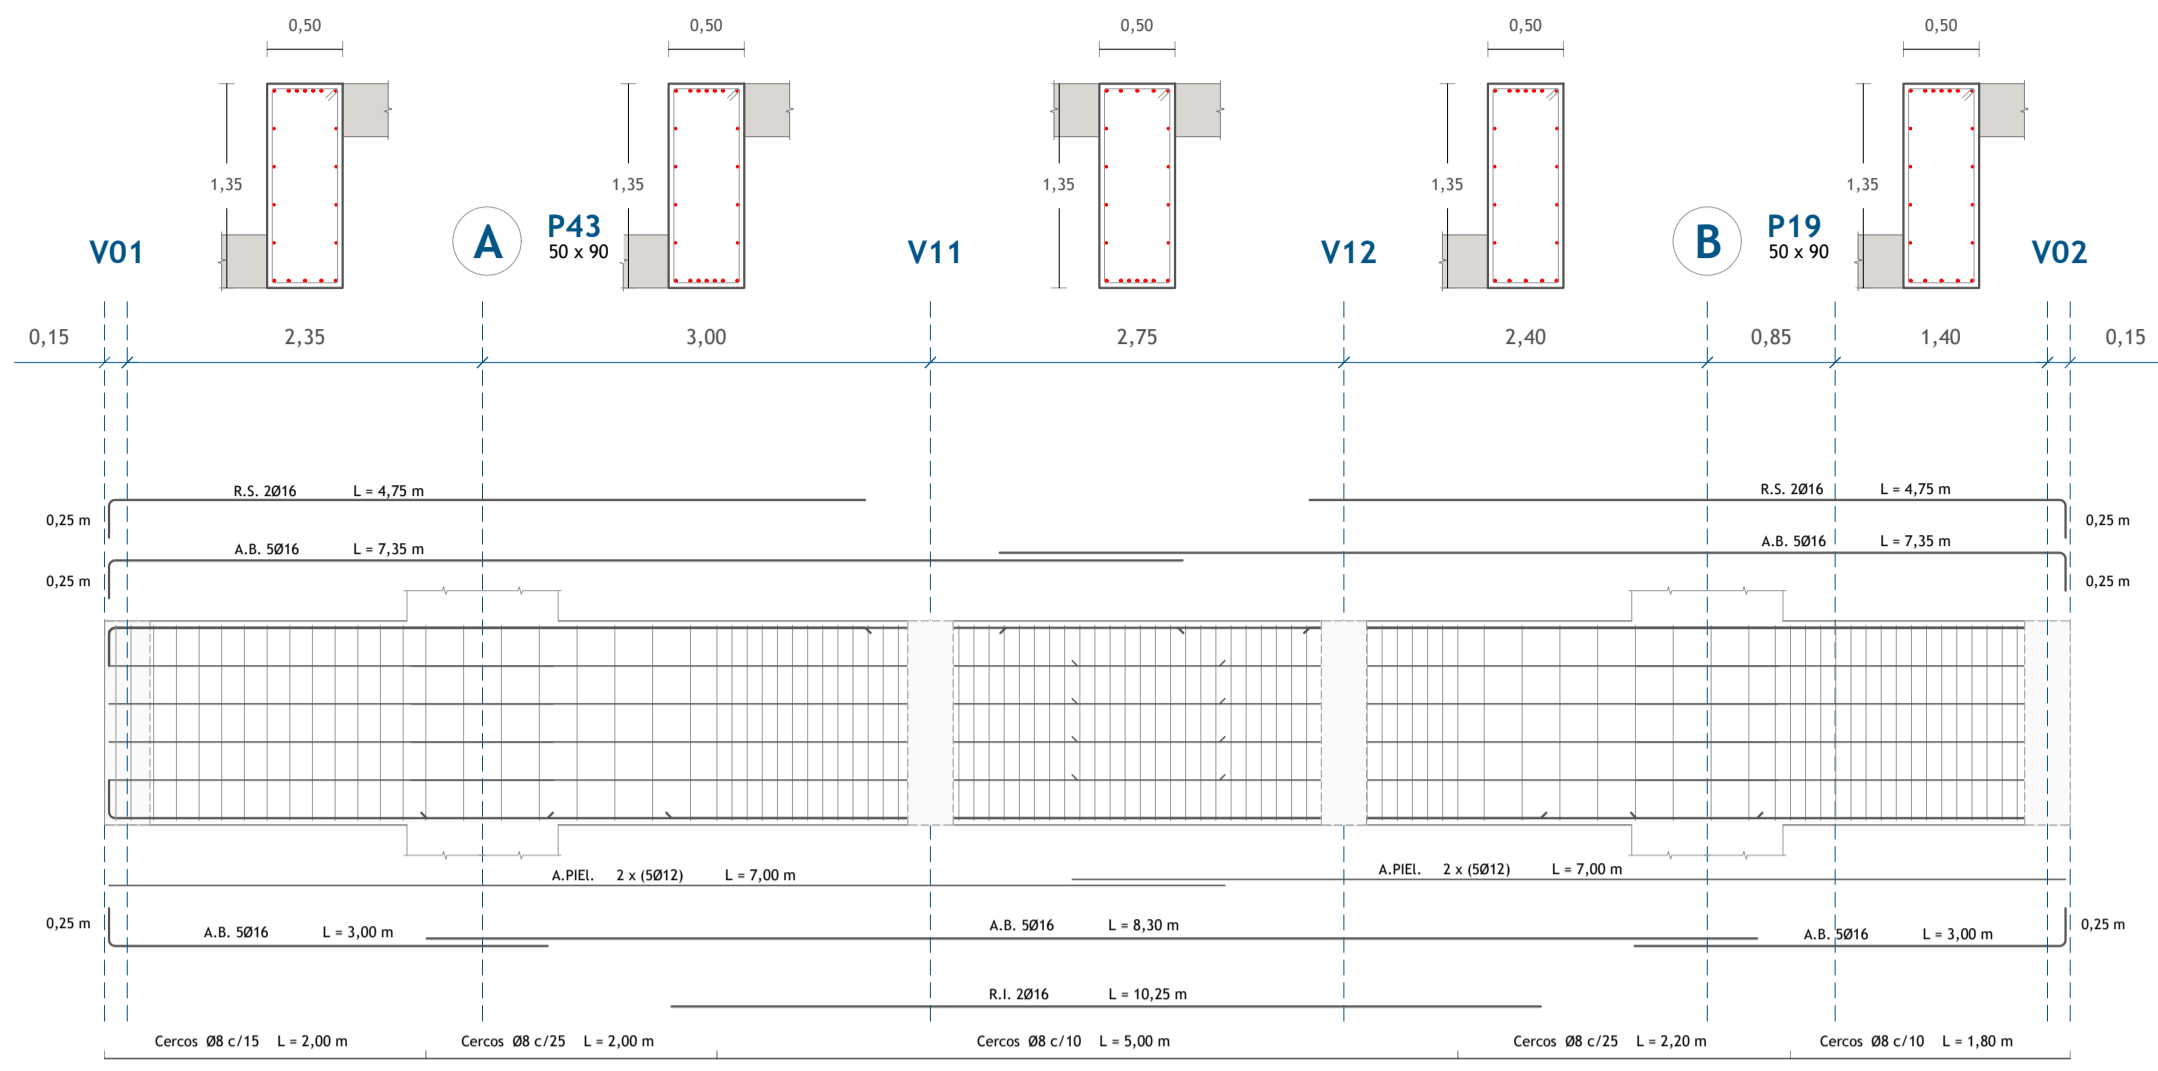 0,50 0,50 0,50 0,50 0,50
1,35 1,35 1,35 1,35 1,35
V01 A P43 V11 V12 B P19 V02
50 x 90 50 x 90
0,15 2,35 3,00 2,75 2,40 0,85 1,40 0,15
R.S. 2Ø16 L = 4,75 m R.S. 2Ø16 L = 4,75 m
0,25 m 0,25 m
A.B. 5Ø16 L = 7,35 m A.B. 5Ø16 L = 7,35 m
0,25 m 0,25 m
A.PIEl. 2 x (5Ø12) L = 7,00 m A.PIEl. 2 x (5Ø12) L = 7,00 m
0,25 m 0,25 m
A.B. 5Ø16 L = 3,00 m A.B. 5Ø16 L = 8,30 m A.B. 5Ø16 L = 3,00 m
R.I. 2Ø16 L = 10,25 m
Cercos Ø8 c/15 L = 2,00 m Cercos Ø8 c/25 L = 2,00 m Cercos Ø8 c/10 L = 5,00 m Cercos Ø8 c/25 L = 2,20 m Cercos Ø8 c/10 L = 1,80 m